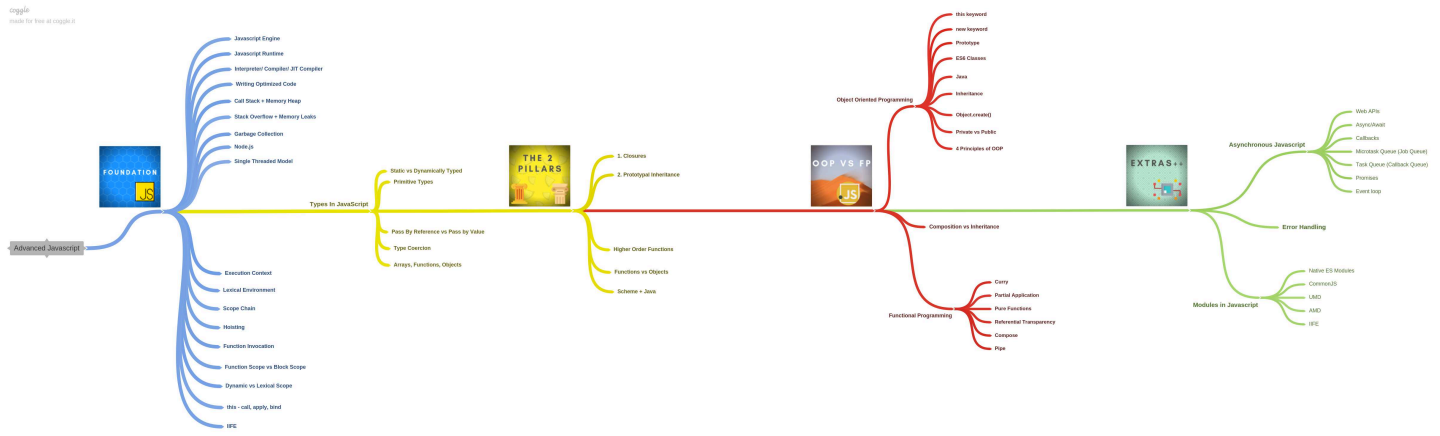 coggle
made for free at coggle.it
Advanced Javascript
FOUNDATION
JS
Javascript Engine
Javascript Runtime
Interpreter/ Compiler/ JIT Compiler
Writing Optimized Code
Call Stack + Memory Heap
Stack Overflow + Memory Leaks
Garbage Collection
Node.js
Single Threaded Model
Execution Context
Lexical Environment
Scope Chain
Hoisting
Function Invocation
Function Scope vs Block Scope
Dynamic vs Lexical Scope
this - call, apply, bind
IIFE
Types In JavaScript
Static vs Dynamically Typed
Primitive Types
Pass By Reference vs Pass by Value
Type Coercion
Arrays, Functions, Objects
THE 2
PILLARS
1. Closures
2. Prototypal Inheritance
Higher Order Functions
Functions vs Objects
Scheme + Java
OOP VS FP
JS
Object Oriented Programming
this keyword
new keyword
Prototype
ES6 Classes
Java
Inheritance
Object.create()
Private vs Public
4 Principles of OOP
Composition vs Inheritance
Functional Programming
Curry
Partial Application
Pure Functions
Referential Transparency
Compose
Pipe
EXTRAS++
Asynchronous Javascript
Web APIs
Async/Await
Callbacks
Microtask Queue (Job Queue)
Task Queue (Callback Queue)
Promises
Event loop
Error Handling
Modules in Javascript
Native ES Modules
CommonJS
UMD
AMD
IIFE